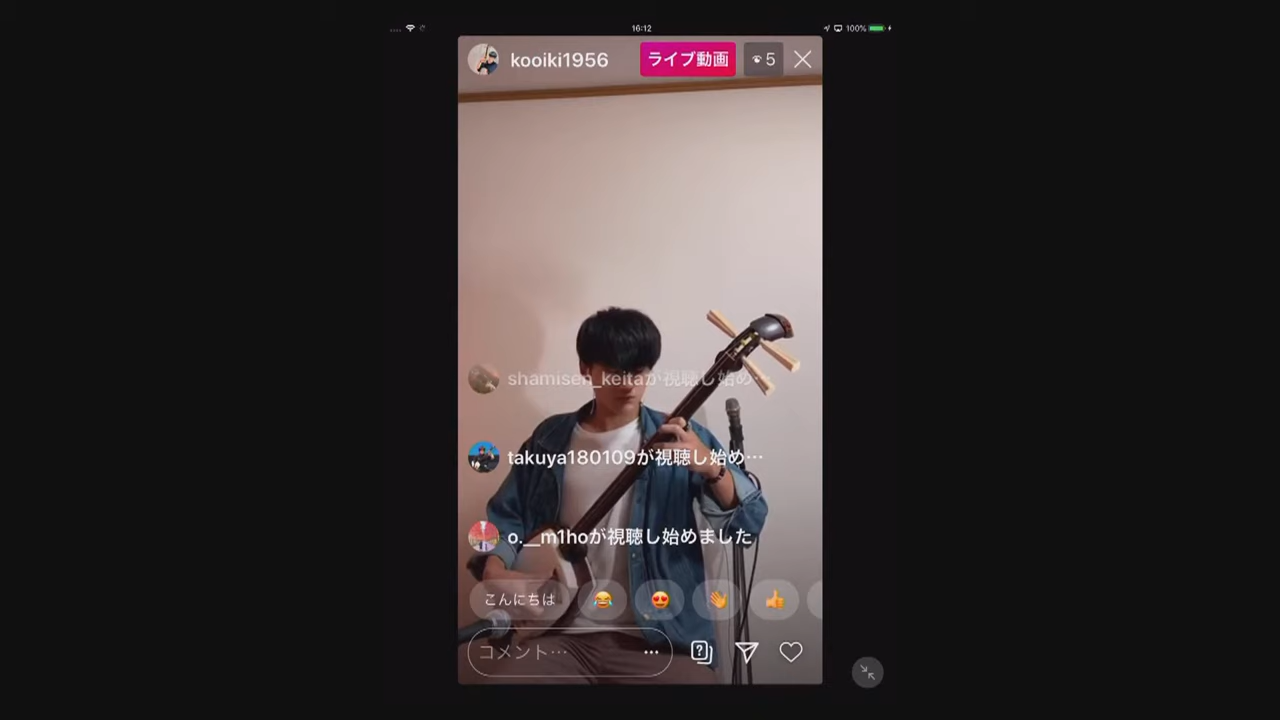 16:12
100%
kooiki1956
ライブ動画
5
shamisen_keitaが視聴し始め…
takuya180109が視聴し始め…
o.__m1hoが視聴し始めました
こんにちは
コメント…